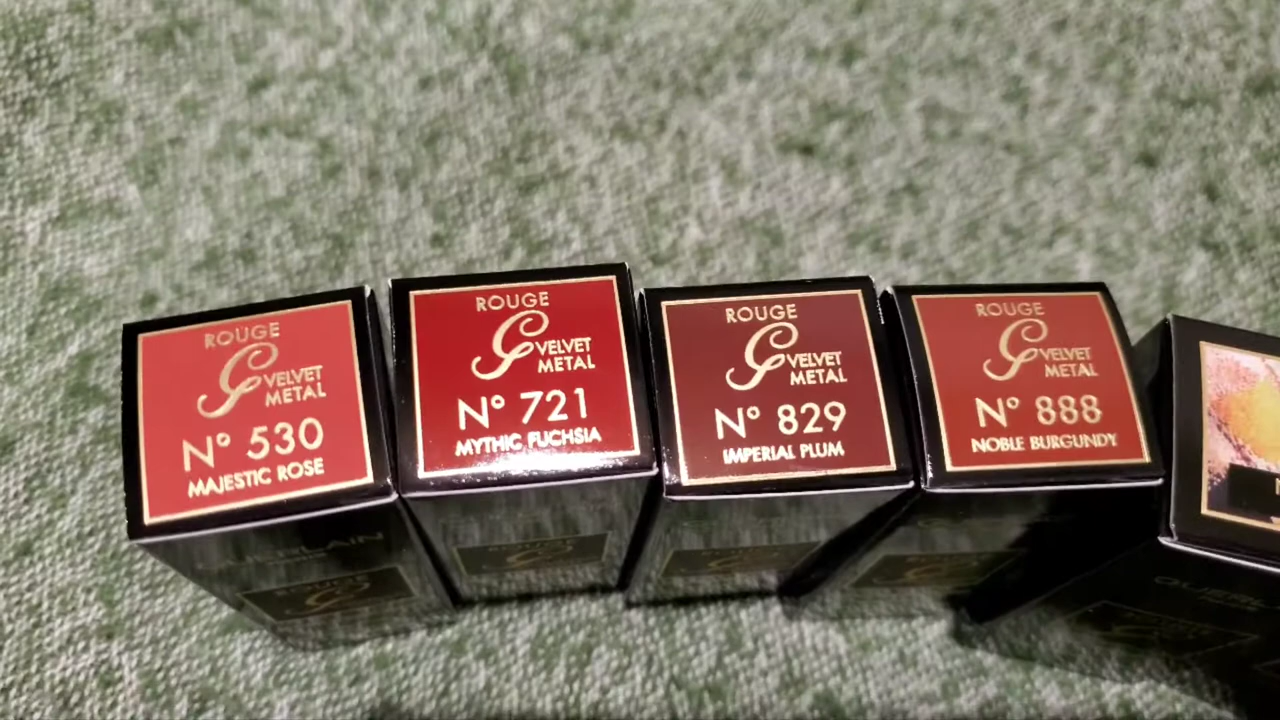 ROUGE
G VELVET
METAL
N° 530
MAJESTIC ROSE
ROUGE
G VELVET
METAL
N° 721
MYTHIC FUCHSIA
ROUGE
G VELVET
METAL
N° 829
IMPERIAL PLUM
ROUGE
G VELVET
METAL
N° 888
NOBLE BURGUNDY